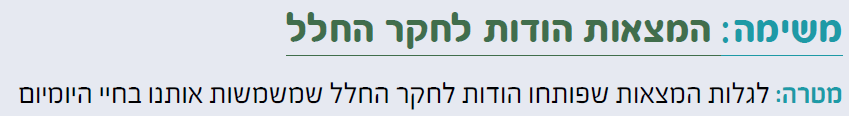 משימה: המצאות הודות לחקר החלל
מטרה: לגלות המצאות שפותחו הודות לחקר החלל שמשמשות אותנו בחיי היומיום